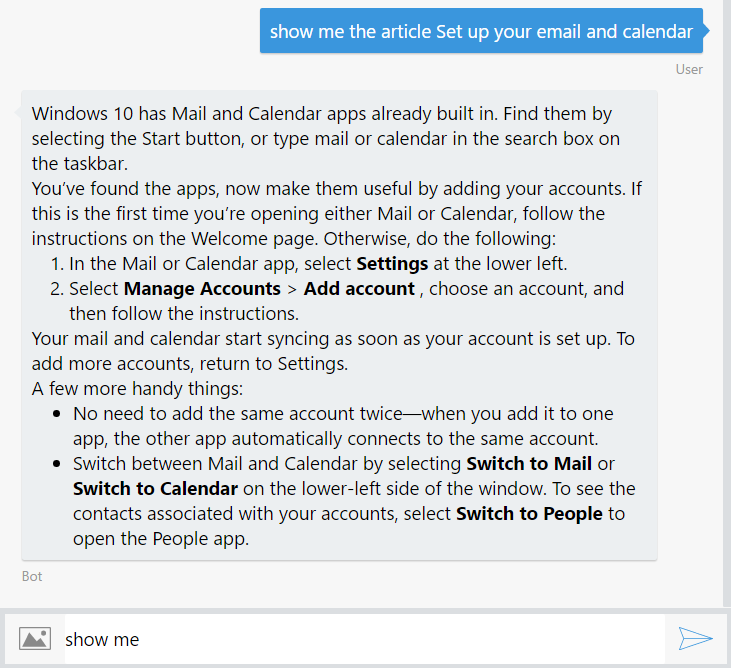 show me the article Set up your email and calendar
User
Windows 10 has Mail and Calendar apps already built in. Find them by
selecting the Start button, or type mail or calendar in the search box on
the taskbar.
You’ve found the apps, now make them useful by adding your accounts. If
this is the first time you’re opening either Mail or Calendar, follow the
instructions on the Welcome page. Otherwise, do the following:
1. In the Mail or Calendar app, select Settings at the lower left.
2. Select Manage Accounts > Add account , choose an account, and
then follow the instructions.
Your mail and calendar start syncing as soon as your account is set up. To
add more accounts, return to Settings.
A few more handy things:
• No need to add the same account twice—when you add it to one
app, the other app automatically connects to the same account.
• Switch between Mail and Calendar by selecting Switch to Mail or
Switch to Calendar on the lower-left side of the window. To see the
contacts associated with your accounts, select Switch to People to
open the People app.
Bot
show me